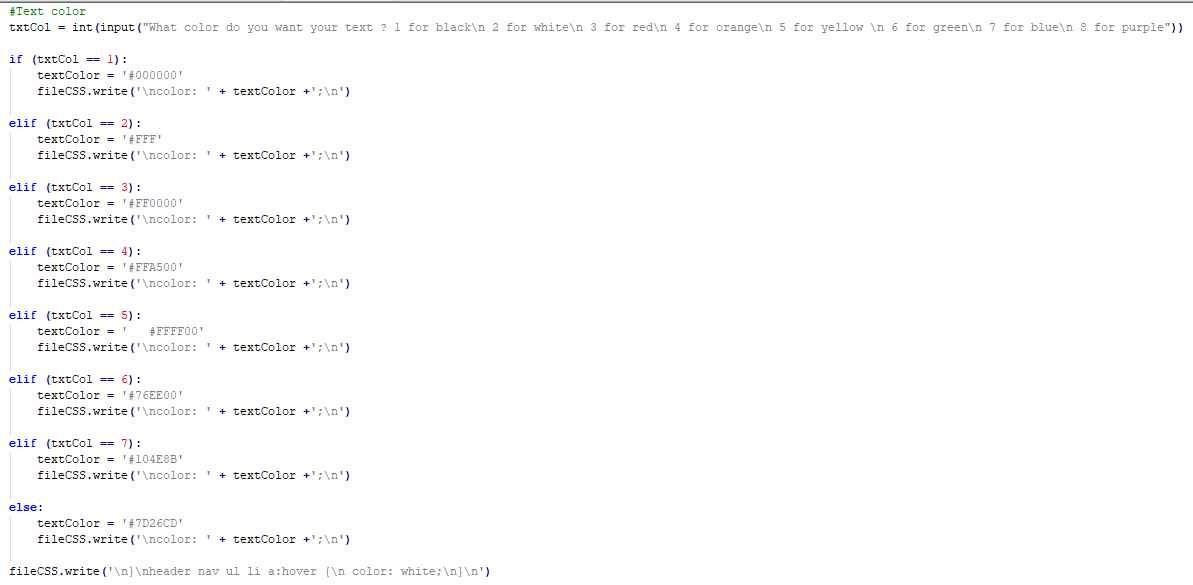 #Text color
txtCol = int(input("What color do you want your text ? 1 for black\n 2 for white\n 3 for red\n 4 for orange\n 5 for yellow \n 6 for green\n 7 for blue\n 8 for purple"))
if (txtCol == 1):
    textColor = '#000000'
    fileCSS.write('\ncolor: ' + textColor +';\n')
elif (txtCol == 2):
    textColor = '#FFF'
    fileCSS.write('\ncolor: ' + textColor +';\n')
elif (txtCol == 3):
    textColor = '#FF0000'
    fileCSS.write('\ncolor: ' + textColor +';\n')
elif (txtCol == 4):
    textColor = '#FFA500'
    fileCSS.write('\ncolor: ' + textColor +';\n')
elif (txtCol == 5):
    textColor = '   #FFFF00'
    fileCSS.write('\ncolor: ' + textColor +';\n')
elif (txtCol == 6):
    textColor = '#76EE00'
    fileCSS.write('\ncolor: ' + textColor +';\n')
elif (txtCol == 7):
    textColor = '#104E8B'
    fileCSS.write('\ncolor: ' + textColor +';\n')
else:
    textColor = '#7D26CD'
    fileCSS.write('\ncolor: ' + textColor +';\n')
fileCSS.write('\n}\nheader nav ul li a:hover {\n color: white;\n}\n')